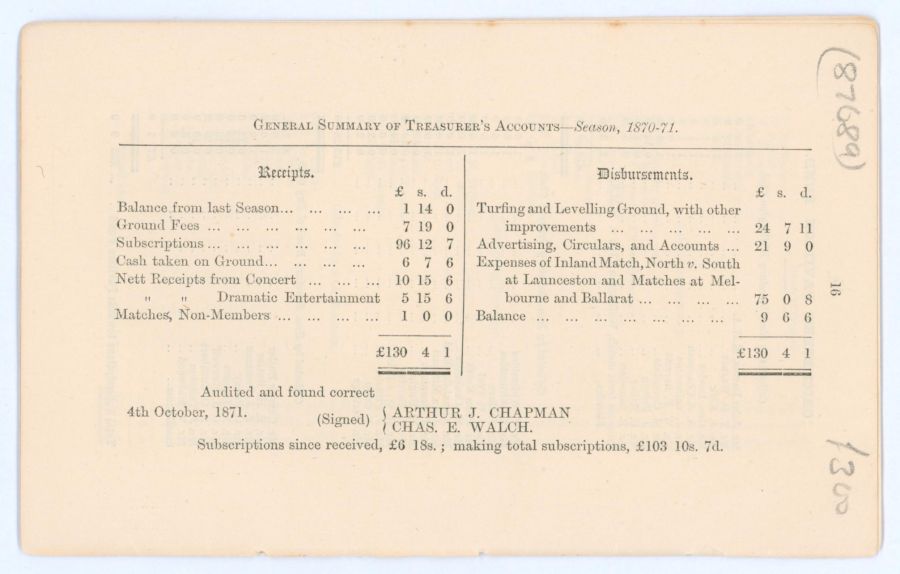 GENERAL SUMMARY OF TREASURER'S ACCOUNTS—Season, 1870-71.
Receipts.
£ s. d.
Balance from last Season... ... ... ... 1 14 0
Ground Fees ... ... ... ... ... 7 19 0
Subscriptions ... ... ... ... ... 96 12 7
Cash taken on Ground... ... ... ... 6 7 6
Nett Receipts from Concert ... ... ... 10 15 6
" " Dramatic Entertainment 5 15 6
Matches, Non-Members ... ... ... ... 1 0 0
£130 4 1
Disbursements.
£ s. d.
Turfing and Levelling Ground, with other
improvements ... ... ... ... ... 24 7 11
Advertising, Circulars, and Accounts ... 21 9 0
Expenses of Inland Match, North v. South
at Launceston and Matches at Mel-
bourne and Ballarat ... ... ... ... 75 0 8
Balance ... ... ... ... ... ... ... 9 6 6
£130 4 1
Audited and found correct
4th October, 1871.
(Signed) { ARTHUR J. CHAPMAN
{ CHAS. E. WALCH.
Subscriptions since received, £6 18s. ; making total subscriptions, £103 10s. 7d.
16
(8768a)
1300